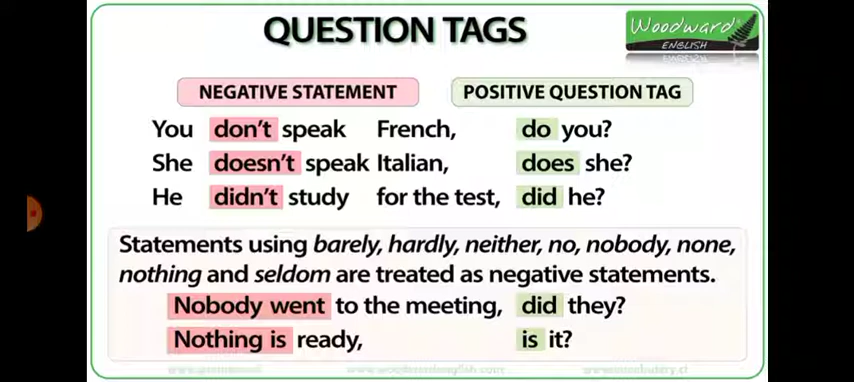 QUESTION TAGS
Woodward
ENGLISH
NEGATIVE STATEMENT POSITIVE QUESTION TAG
You don't speak French, do you?
She doesn't speak Italian, does she?
He didn't study for the test, did he?
Statements using barely, hardly, neither, no, nobody, none,
nothing and seldom are treated as negative statements.
Nobody went to the meeting, did they?
Nothing is ready, is it?